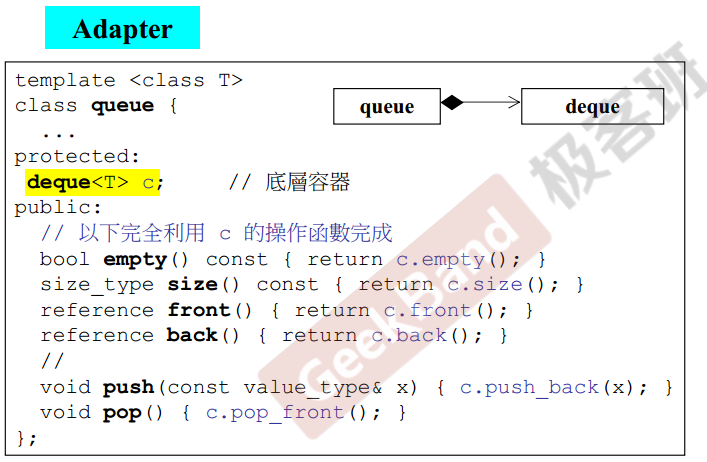 Adapter
template <class T>
class queue {
queue
deque
...
protected:
deque<T> c; // 底層容器
public:
// 以下完全利用 c 的操作函數完成
bool empty() const { return c.empty(); }
size_type size() const { return c.size(); }
reference front() { return c.front(); }
reference back() { return c.back(); }
//
void push(const value_type& x) { c.push_back(x); }
void pop() { c.pop_front(); }
};
GeekBand 极客班